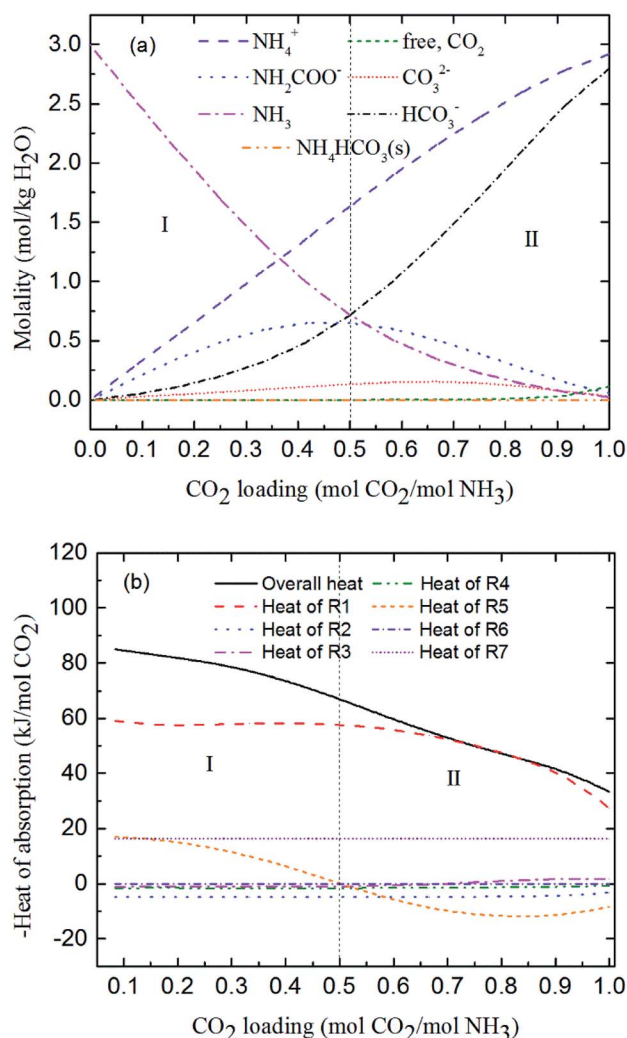 (a)
NH₄⁺
free, CO₂
NH₂COO⁻
CO₃²⁻
NH₃
HCO₃⁻
NH₄HCO₃(s)
I
II
3.0
2.5
2.0
1.5
1.0
0.5
0.0
Molality (mol/kg H₂O)
0.0 0.1 0.2 0.3 0.4 0.5 0.6 0.7 0.8 0.9 1.0
CO₂ loading (mol CO₂/mol NH₃)
(b)
Overall heat
Heat of R4
Heat of R1
Heat of R5
Heat of R2
Heat of R6
Heat of R3
Heat of R7
I
II
120
100
80
60
40
20
0
-20
-Heat of absorption (kJ/mol CO₂)
0.1 0.2 0.3 0.4 0.5 0.6 0.7 0.8 0.9 1.0
CO₂ loading (mol CO₂/mol NH₃)